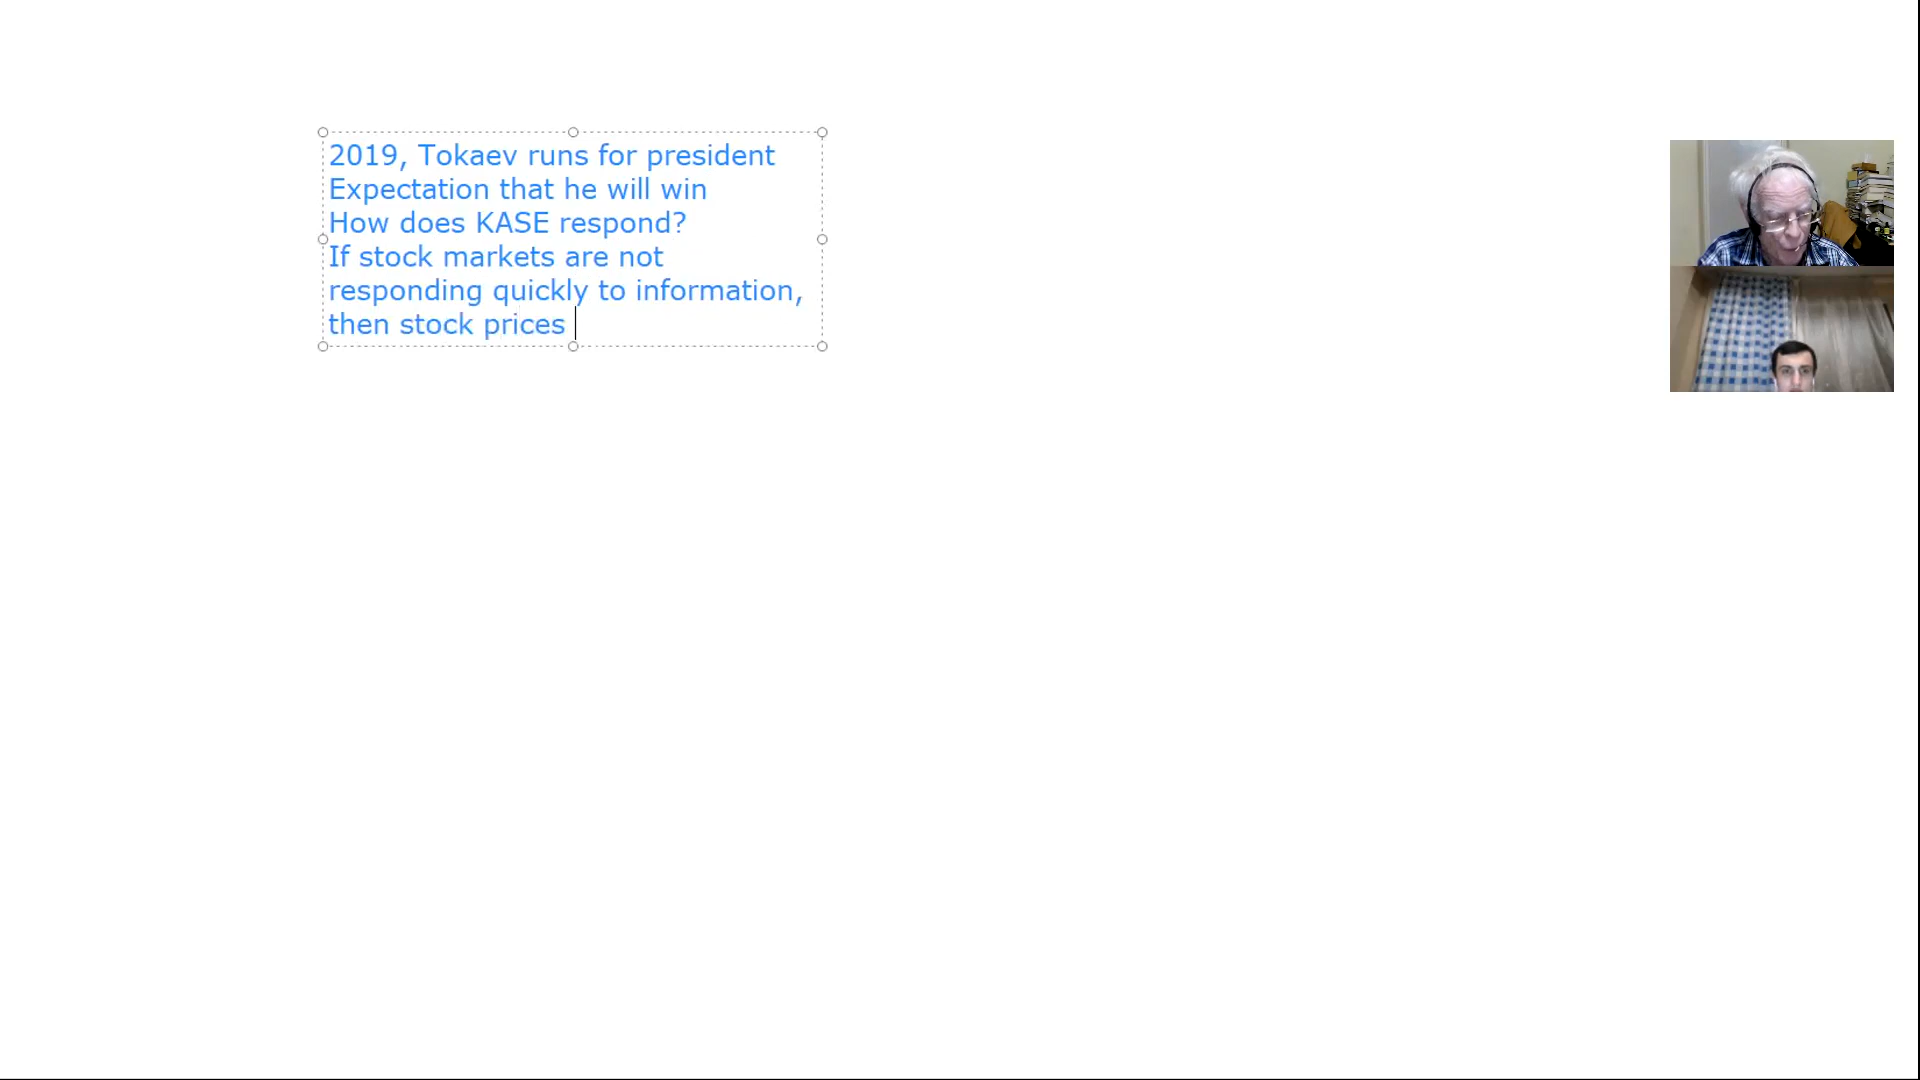 2019, Tokaev runs for president
Expectation that he will win
How does KASE respond?
If stock markets are not
responding quickly to information,
then stock prices